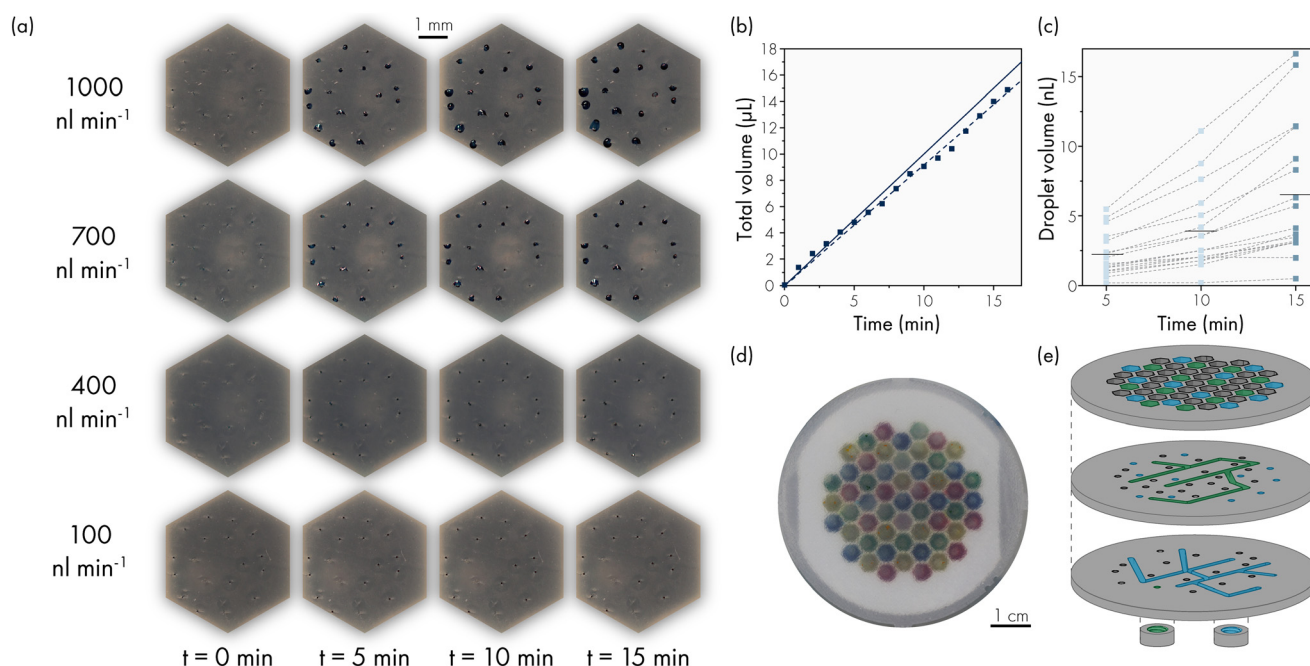 (a)
1 mm
1000
nl min⁻¹
700
nl min⁻¹
400
nl min⁻¹
100
nl min⁻¹
t = 0 min
t = 5 min
t = 10 min
t = 15 min
(b)
Total volume (µL)
18
16
14
12
10
8
6
4
2
0
0
5
10
15
Time (min)
(c)
Droplet volume (nL)
15
10
5
0
5
10
15
Time (min)
(d)
1 cm
(e)